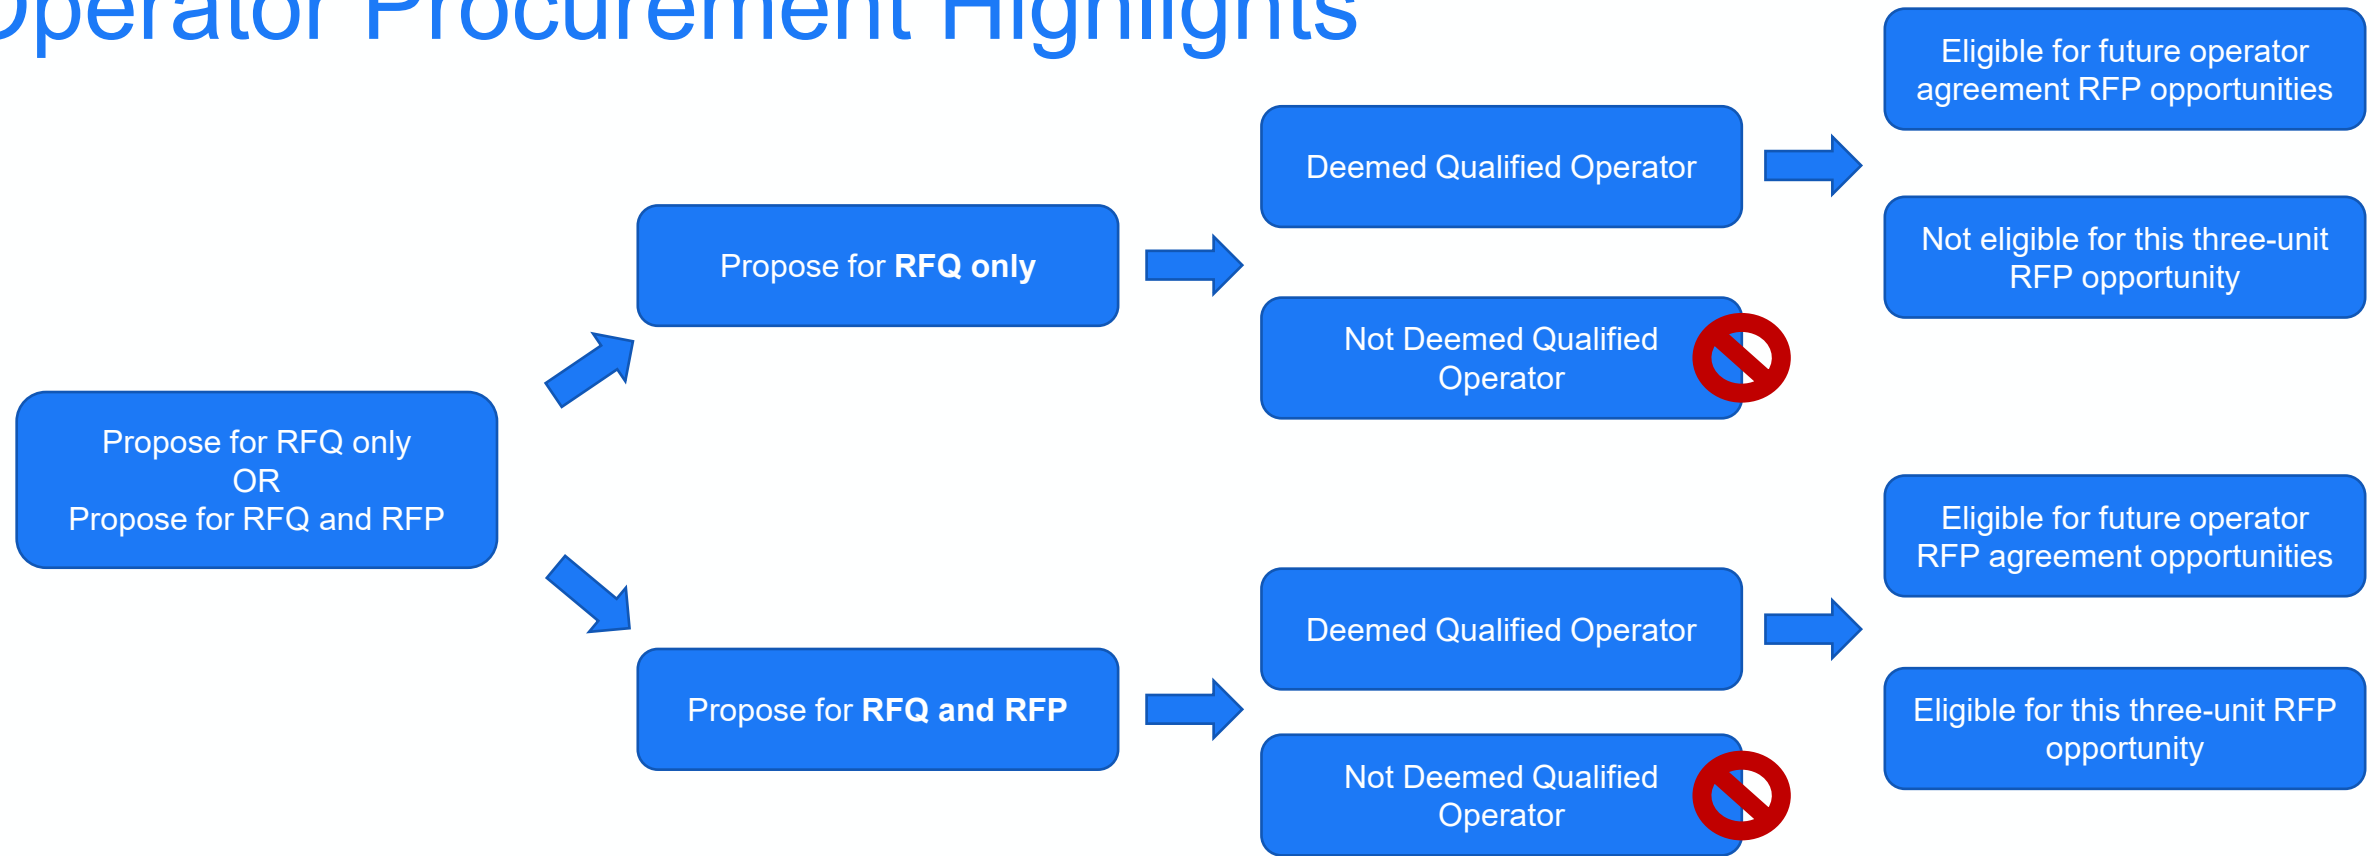 Operator Procurement Highlights
Eligible for future operator
agreement RFP opportunities
Deemed Qualified Operator
Not eligible for this three-unit
RFP opportunity
Propose for RFQ only
Not Deemed Qualified
Operator
Propose for RFQ only
OR
Propose for RFQ and RFP
Eligible for future operator
RFP agreement opportunities
Deemed Qualified Operator
Propose for RFQ and RFP
Eligible for this three-unit RFP
opportunity
Not Deemed Qualified
Operator